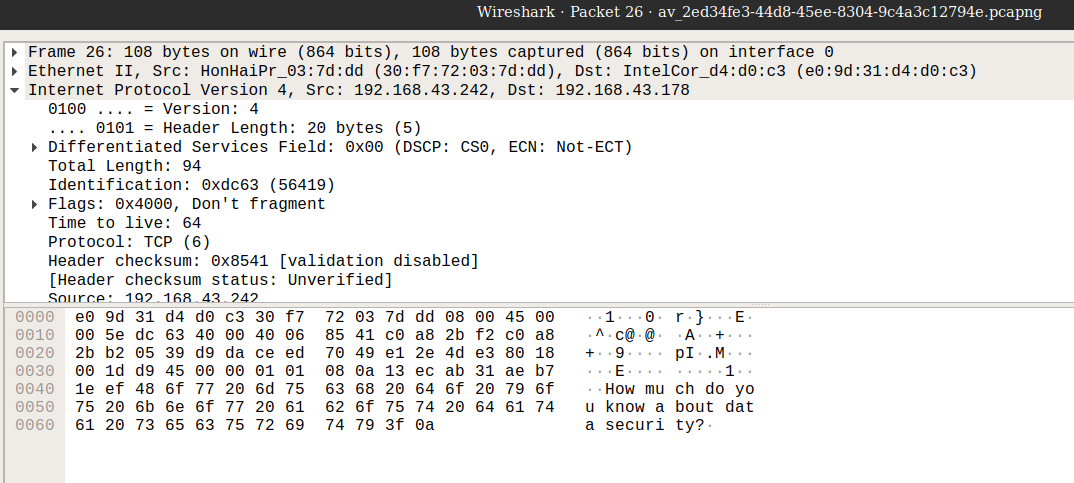 Wireshark · Packet 26 · av_2ed34fe3-44d8-45ee-8304-9c4a3c12794e.pcapng
Frame 26: 108 bytes on wire (864 bits), 108 bytes captured (864 bits) on interface 0
Ethernet II, Src: HonHaiPr_03:7d:dd (30:f7:72:03:7d:dd), Dst: IntelCor_d4:d0:c3 (e0:9d:31:d4:d0:c3)
Internet Protocol Version 4, Src: 192.168.43.242, Dst: 192.168.43.178
0100 .... = Version: 4
.... 0101 = Header Length: 20 bytes (5)
Differentiated Services Field: 0x00 (DSCP: CS0, ECN: Not-ECT)
Total Length: 94
Identification: 0xdc63 (56419)
Flags: 0x4000, Don't fragment
Time to live: 64
Protocol: TCP (6)
Header checksum: 0x8541 [validation disabled]
[Header checksum status: Unverified]
Source: 192.168.43.242
0000 e0 9d 31 d4 d0 c3 30 f7 72 03 7d dd 08 00 45 00 ··1···0· r·}···E·
0010 00 5e dc 63 40 00 40 06 85 41 c0 a8 2b f2 c0 a8 ·^·c@·@· ·A··+···
0020 2b b2 05 39 d9 da ce ed 70 49 e1 2e 4d e3 80 18 +··9···· pI·.M···
0030 00 1d d9 45 00 00 01 01 08 0a 13 ec ab 31 ae b7 ···E···· ·····1··
0040 1e ef 48 6f 77 20 6d 75 63 68 20 64 6f 20 79 6f ··How mu ch do yo
0050 75 20 6b 6e 6f 77 20 61 62 6f 75 74 20 64 61 74 u know a bout dat
0060 61 20 73 65 63 75 72 69 74 79 3f 0a a securi ty?·